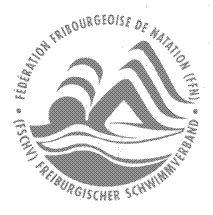 FÉDÉRATION FRIBOURGEOISE DE NATATION (FFN)
(FSCHV) FREIBURGISCHER SCHWIMMVERBAND